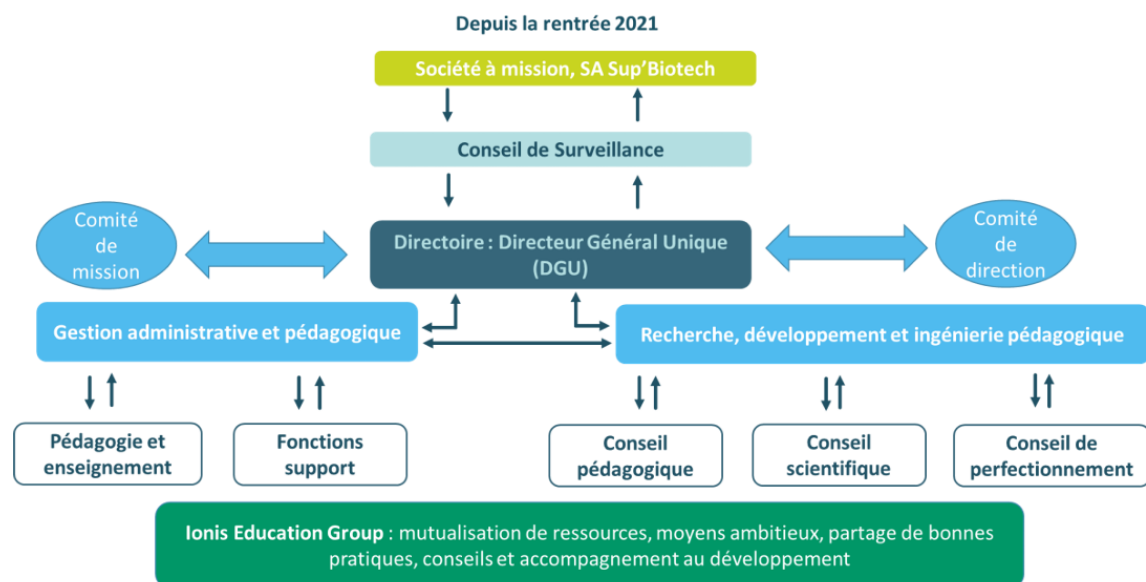 Depuis la rentrée 2021
Société à mission, SA Sup'Biotech
Conseil de Surveillance
Comité
de
mission
Directoire : Directeur Général Unique
(DGU)
Comité
de
direction
Gestion administrative et pédagogique
Recherche, développement et ingénierie pédagogique
Pédagogie et
enseignement
Fonctions
support
Conseil
pédagogique
Conseil
scientifique
Conseil de
perfectionnement
Ionis Education Group : mutualisation de ressources, moyens ambitieux, partage de bonnes
pratiques, conseils et accompagnement au développement